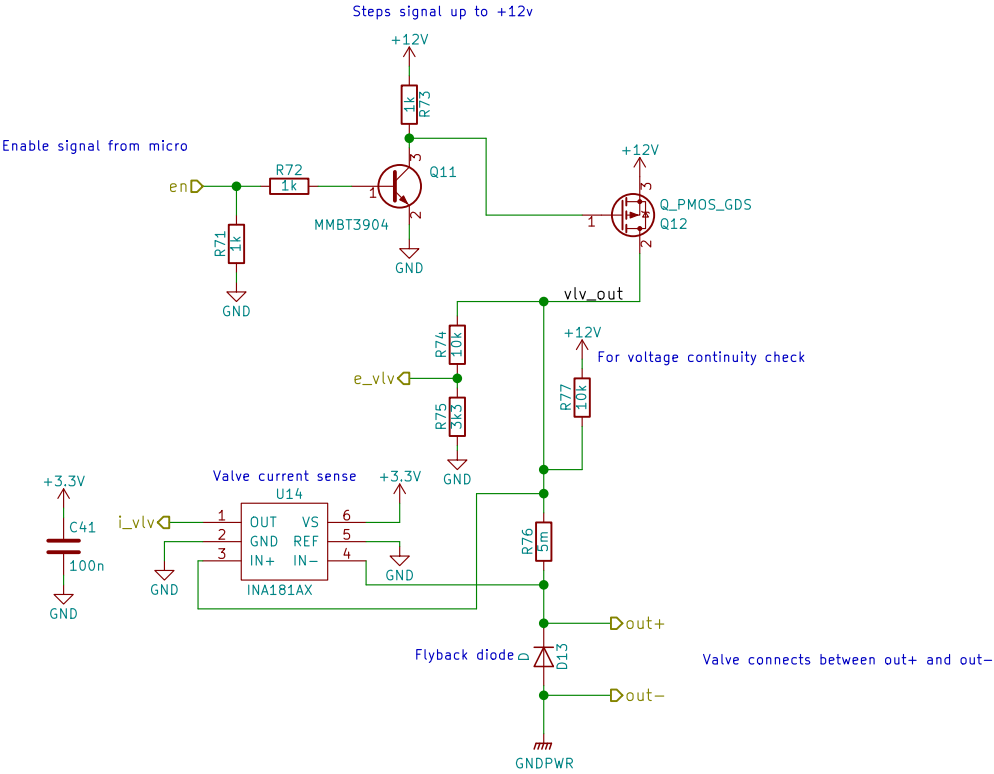 Steps signal up to +12v
+12V
1k
R73
Enable signal from micro
3
Q11
+12V
R72
en
1k
1
3
Q_PMOS_GDS
Q12
R71
1k
MMBT3904
2
1
2
GND
GND
vlv_out
R74
10k
+12V
For voltage continuity check
e_vlv
R77
10k
R75
3k3
GND
Valve current sense
+3.3V
+3.3V
U14
i_vlv
1
OUT
VS
6
C41
2
GND
REF
5
R76
5m
3
IN+
IN-
4
100n
GND
GND
INA181AX
GND
out+
Flyback diode
D
D13
Valve connects between out+ and out-
out-
GNDPWR